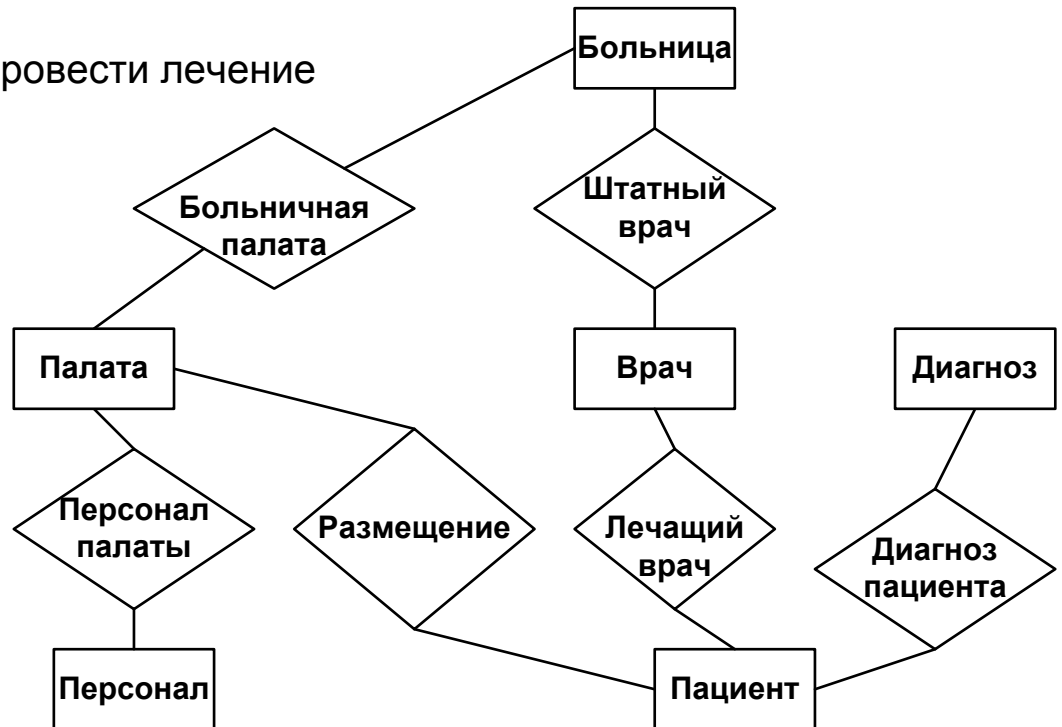 ровести лечение
Больница
Больничная
палата
Штатный
врач
Палата
Врач
Диагноз
Персонал
палаты
Размещение
Лечащий
врач
Диагноз
пациента
Персонал
Пациент